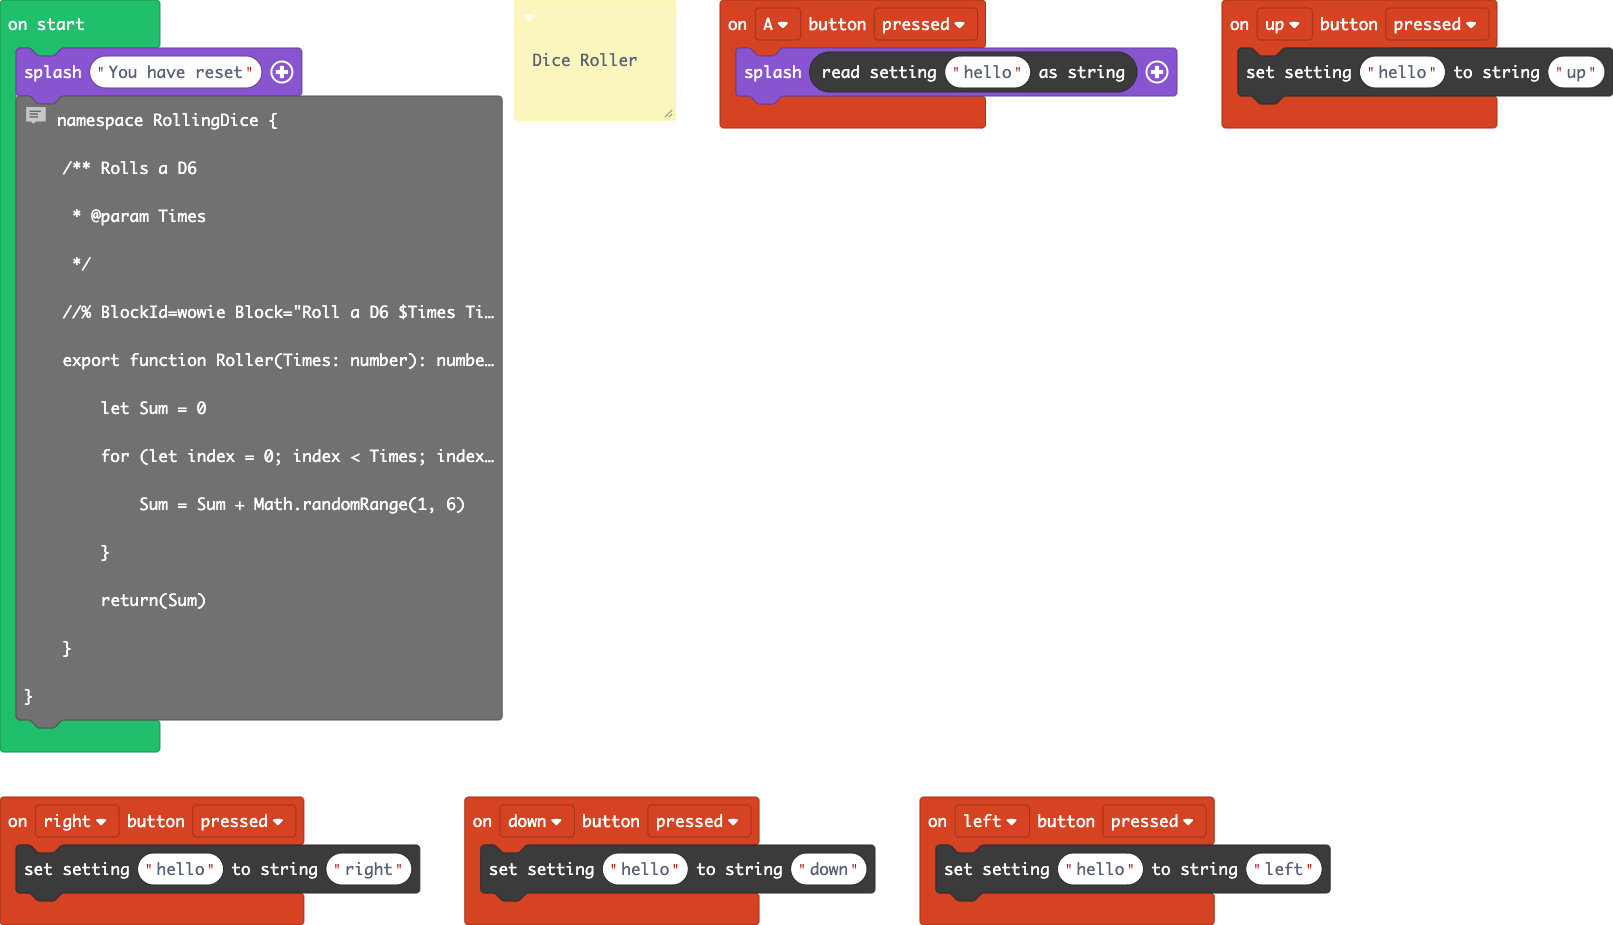 on start
splash "You have reset"
namespace RollingDice {
/** Rolls a D6
* @param Times
*/
//% BlockId=wowie Block="Roll a D6 $Times Ti…
export function Roller(Times: number): numbe…
let Sum = 0
for (let index = 0; index < Times; index…
Sum = Sum + Math.randomRange(1, 6)
}
return(Sum)
}
}
Dice Roller
on A button pressed
splash read setting "hello" as string
on up button pressed
set setting "hello" to string "up"
on right button pressed
set setting "hello" to string "right"
on down button pressed
set setting "hello" to string "down"
on left button pressed
set setting "hello" to string "left"